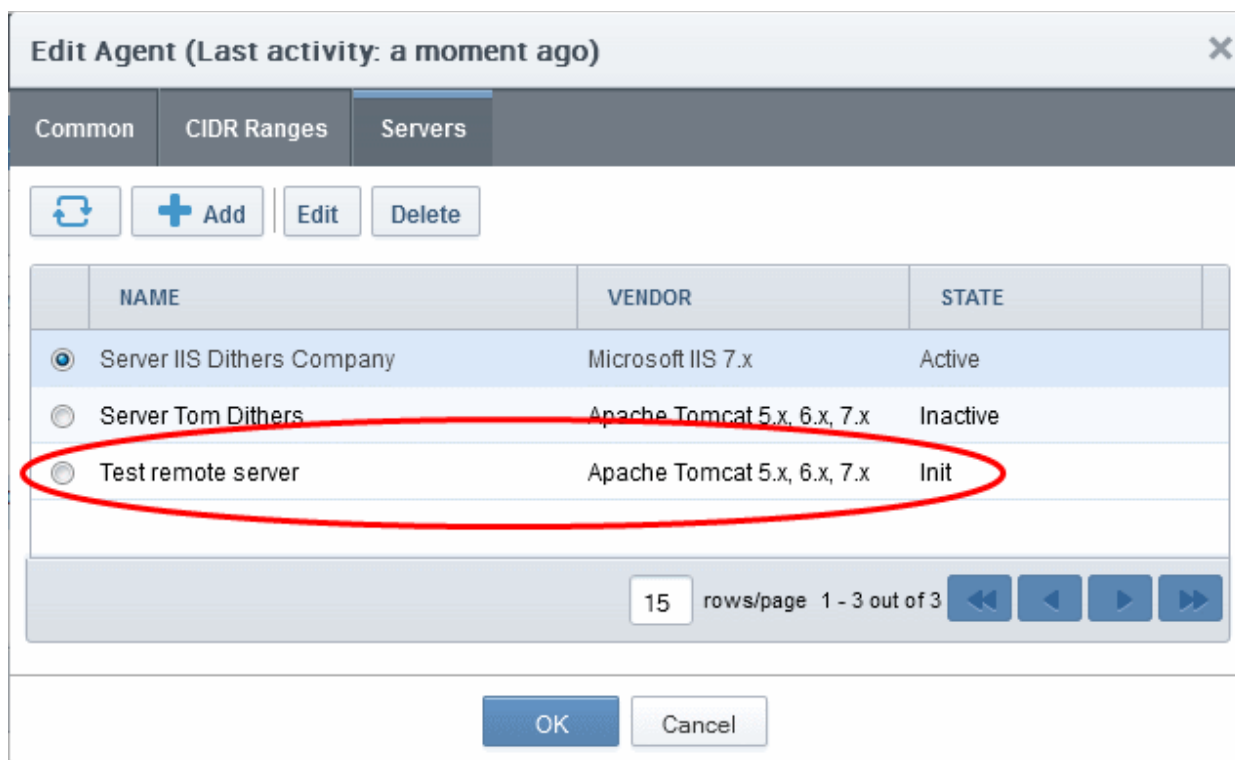 Edit Agent (Last activity: a moment ago)
Common CIDR Ranges Servers
Add Edit Delete
NAME VENDOR STATE
Server IIS Dithers Company Microsoft IIS 7.x Active
Server Tom Dithers Apache Tomcat 5.x, 6.x, 7.x Inactive
Test remote server Apache Tomcat 5.x, 6.x, 7.x Init
15 rows/page 1 - 3 out of 3
OK Cancel